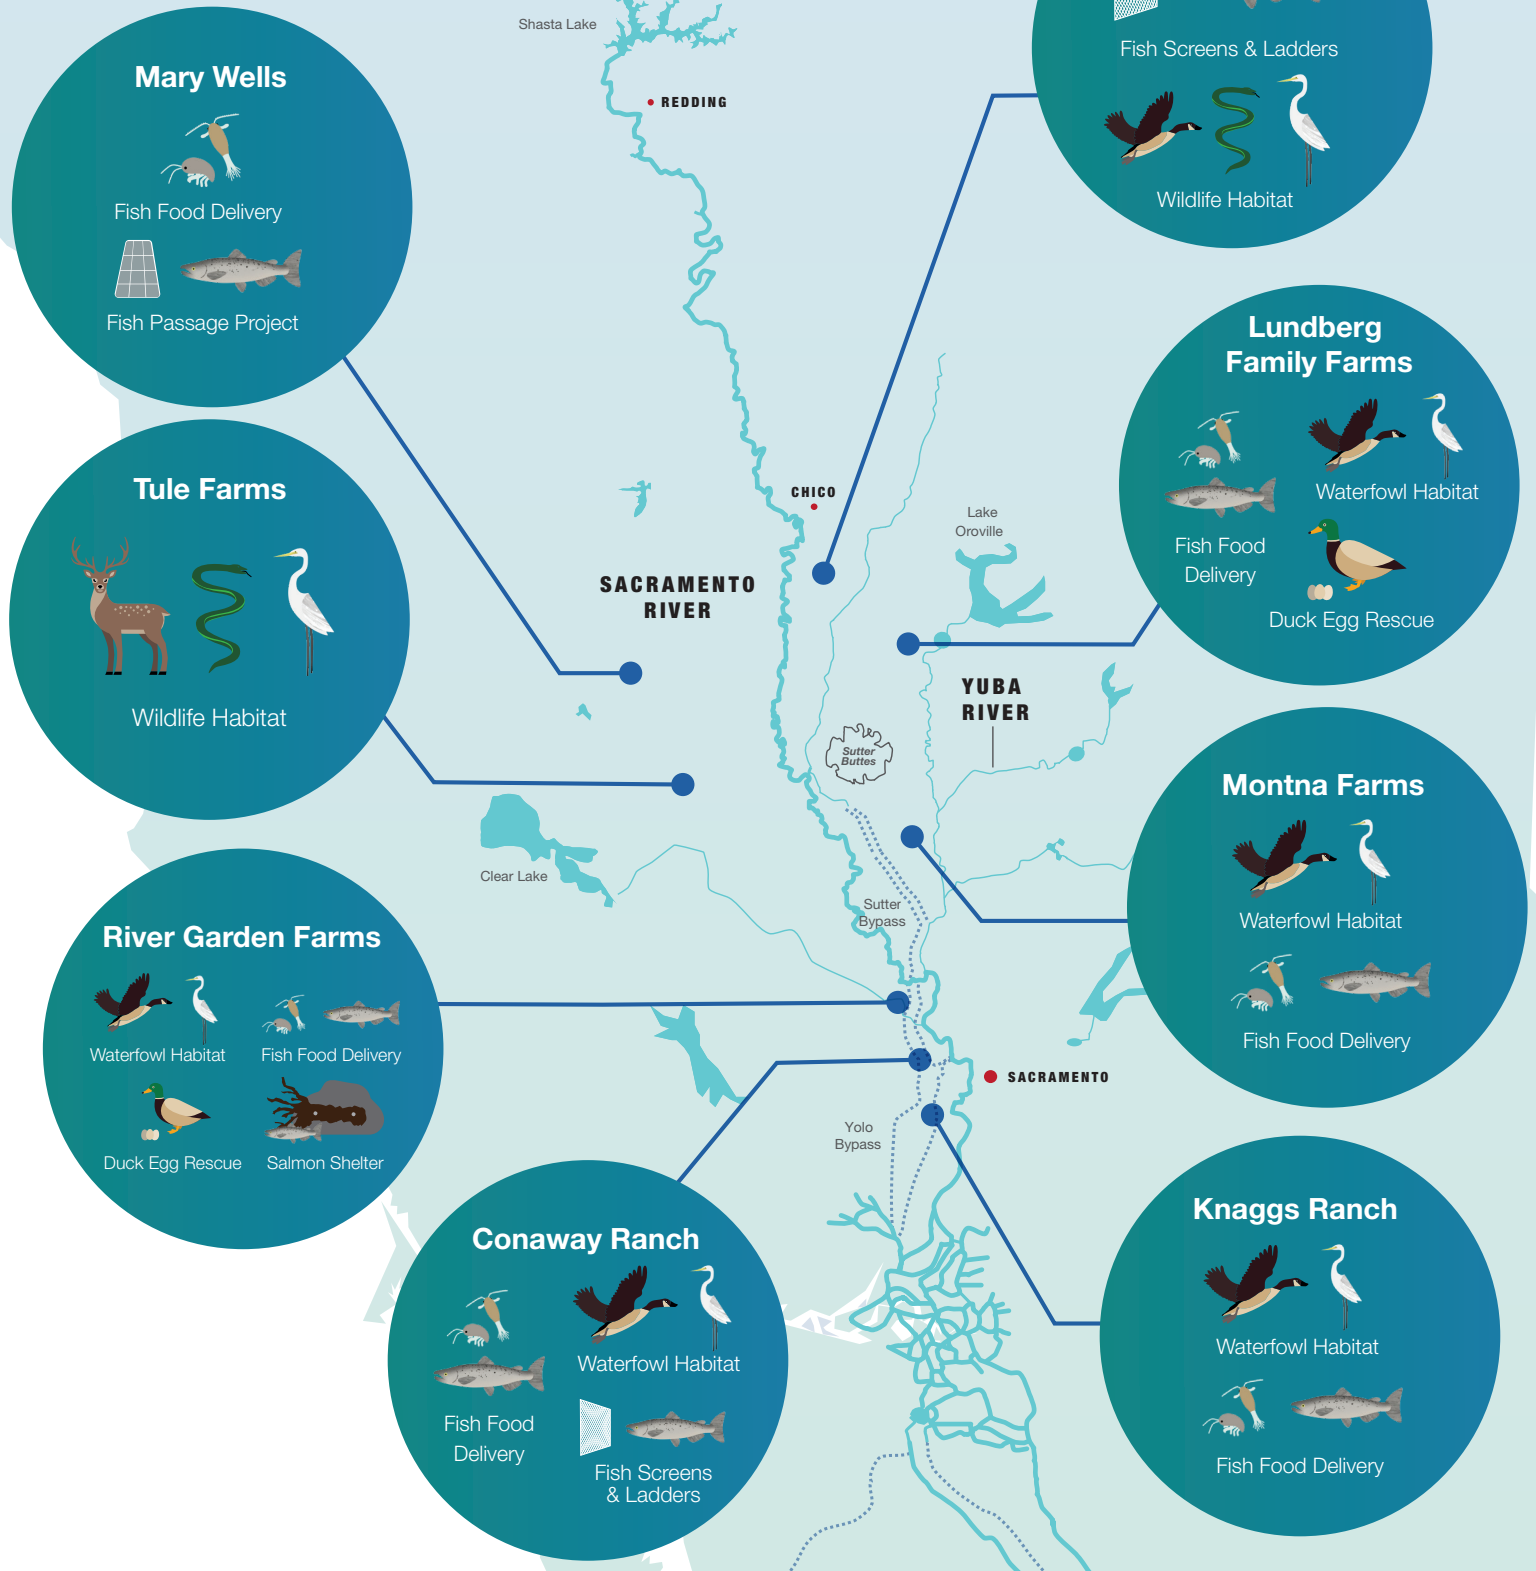 Shasta Lake
REDDING
Mary Wells
Fish Food Delivery
Fish Passage Project
Fish Screens & Ladders
Wildlife Habitat
Lundberg
Family Farms
Waterfowl Habitat
Fish Food
Delivery
Duck Egg Rescue
Tule Farms
Wildlife Habitat
CHICO
Lake
Oroville
SACRAMENTO
RIVER
YUBA
RIVER
Sutter
Buttes
Montna Farms
Waterfowl Habitat
Fish Food Delivery
Clear Lake
Sutter
Bypass
River Garden Farms
Waterfowl Habitat
Fish Food Delivery
Duck Egg Rescue
Salmon Shelter
SACRAMENTO
Yolo
Bypass
Conaway Ranch
Waterfowl Habitat
Fish Food
Delivery
Fish Screens
& Ladders
Knaggs Ranch
Waterfowl Habitat
Fish Food Delivery